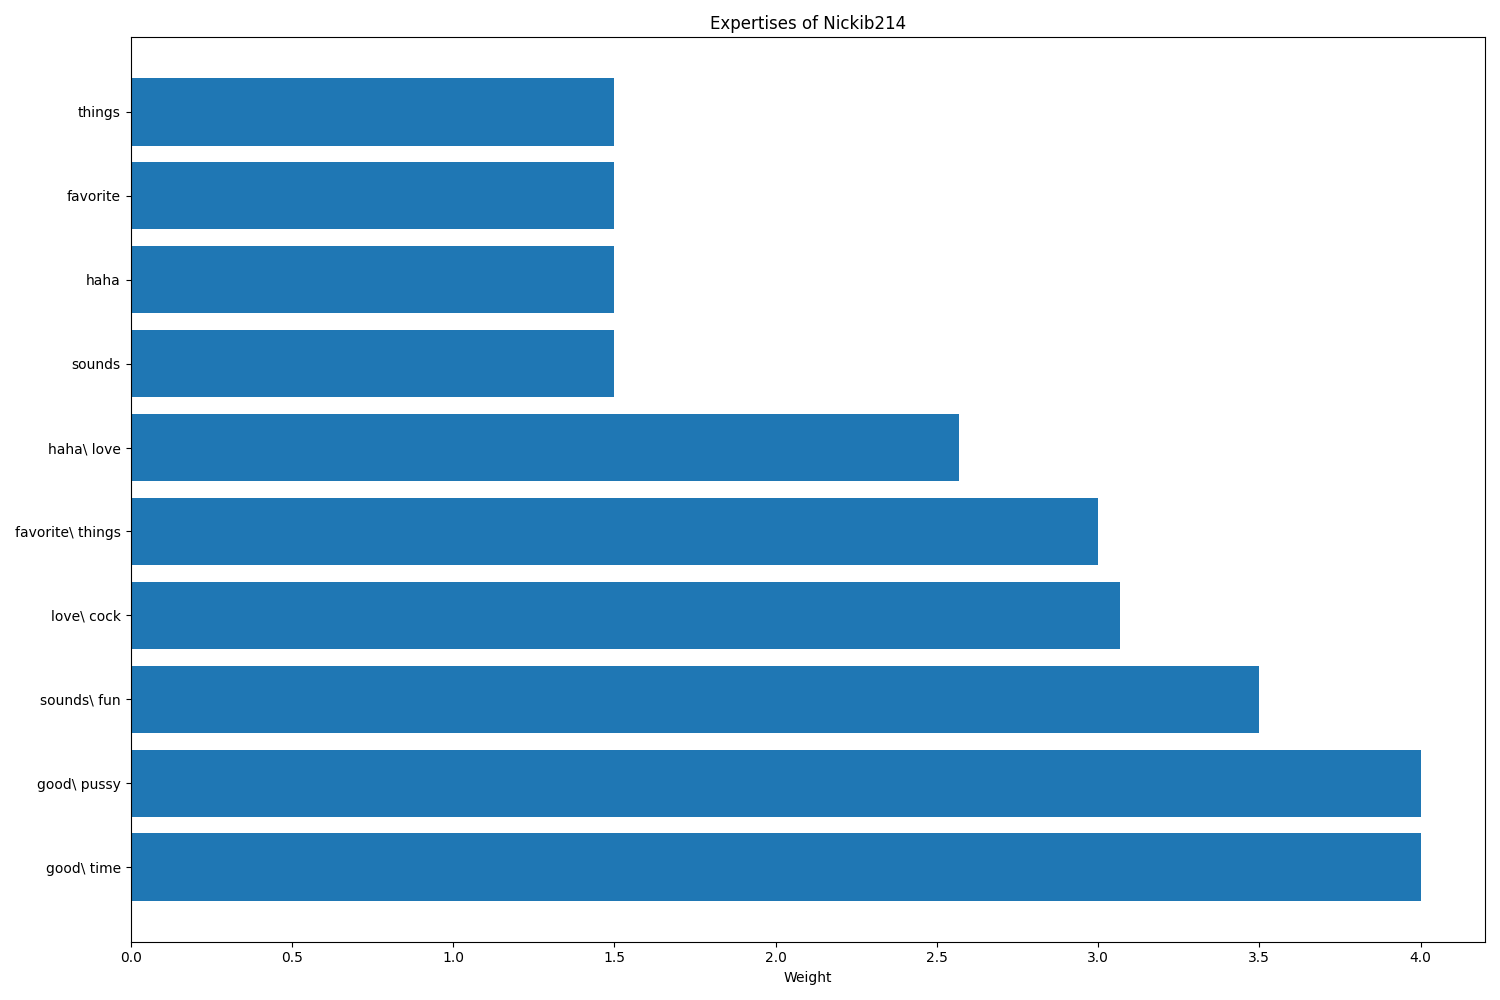 Expertises of Nickib214
things
favorite
haha
sounds
haha\ love
favorite\ things
love\ cock
sounds\ fun
good\ pussy
good\ time
0.0 0.5 1.0 1.5 2.0 2.5 3.0 3.5 4.0
Weight